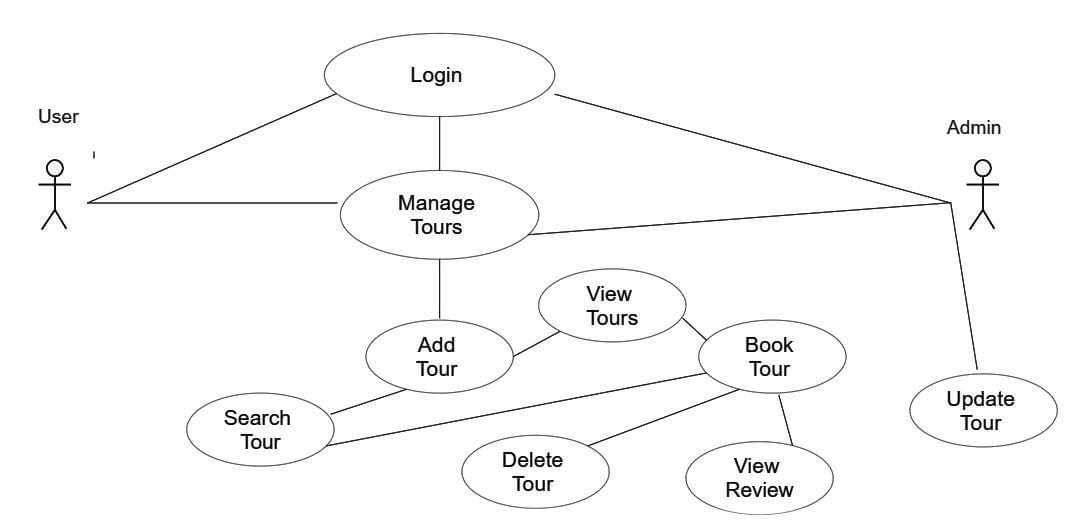 Login
User
Admin
Manage
Tours
View
Tours
Add
Tour
Book
Tour
Search
Tour
Update
Tour
Delete
Tour
View
Review